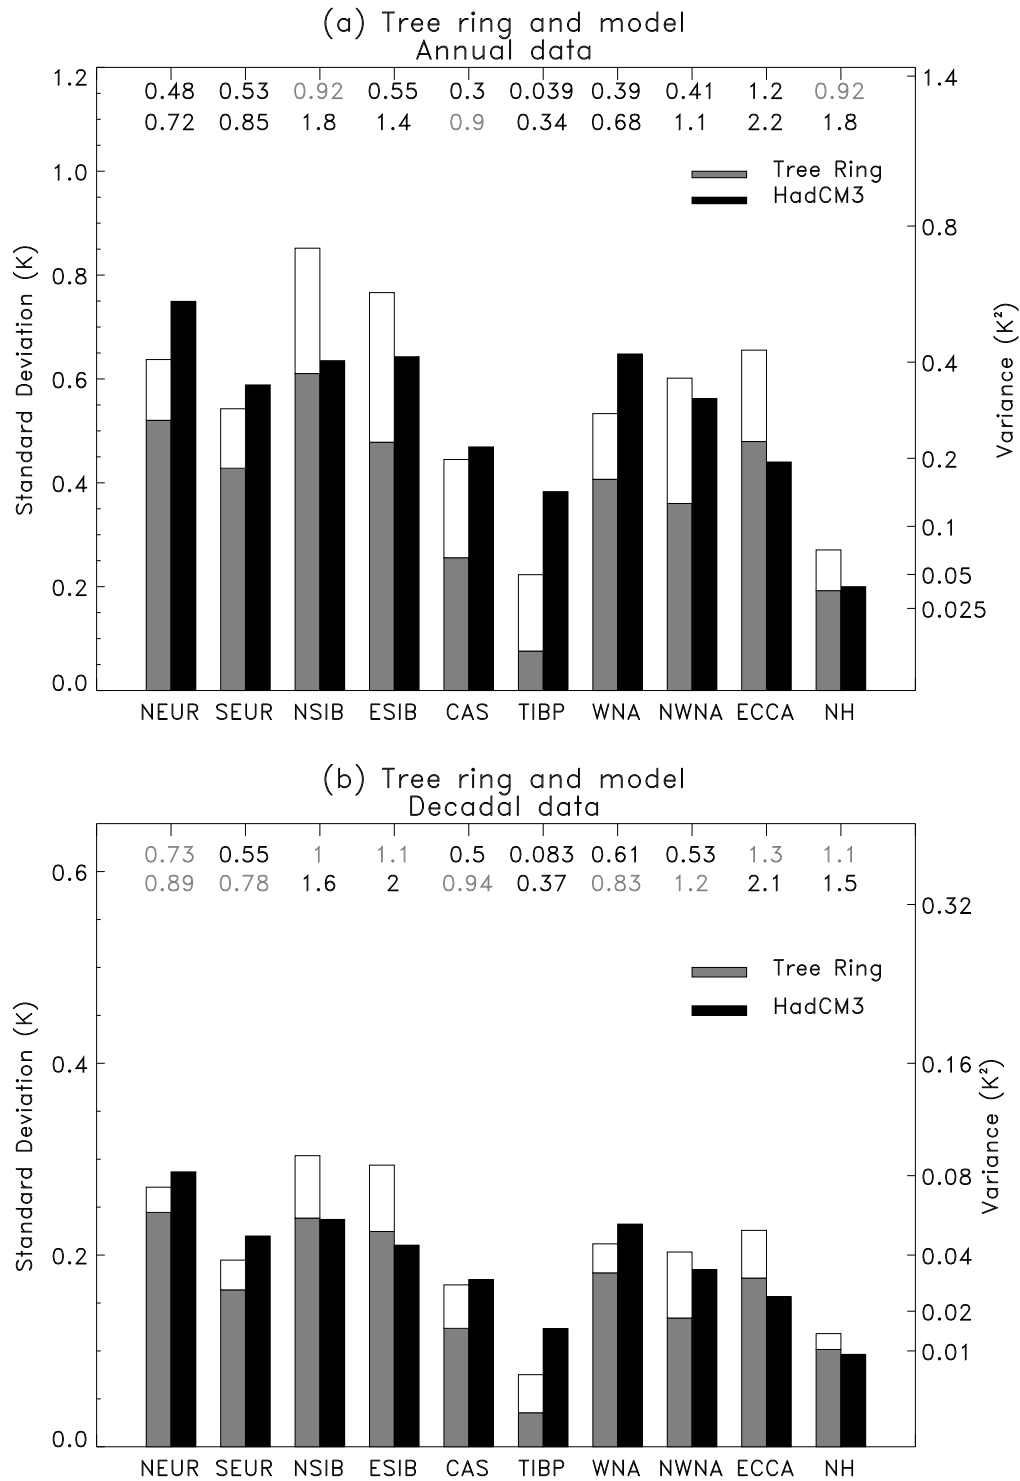 (a) Tree ring and model
Annual data
1.2 0.48 0.53 0.92 0.55 0.3 0.039 0.39 0.41 1.2 0.92 1.4
0.72 0.85 1.8 1.4 0.9 0.34 0.68 1.1 2.2 1.8
1.0 Tree Ring
HadCM3
0.8
0.8
0.6
0.4
0.4
0.2
0.1
0.2
0.05
0.025
0.0
Standard Deviation (K)
Variance (K²)
NEUR SEUR NSIB ESIB CAS TIBP WNA NWNA ECCA NH
(b) Tree ring and model
Decadal data
0.73 0.55 1 1.1 0.5 0.083 0.61 0.53 1.3 1.1
0.6 0.89 0.78 1.6 2 0.94 0.37 0.83 1.2 2.1 1.5
0.32
Tree Ring
HadCM3
0.4 0.16
0.08
0.2 0.04
0.02
0.01
0.0
Standard Deviation (K)
Variance (K²)
NEUR SEUR NSIB ESIB CAS TIBP WNA NWNA ECCA NH